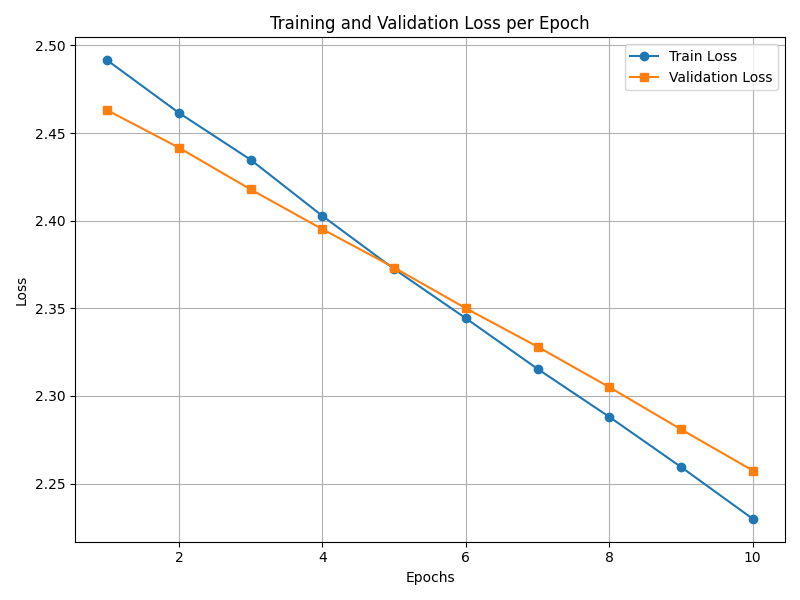 Training and Validation Loss per Epoch
Train Loss
Validation Loss
2.50
2.45
2.40
2.35
2.30
2.25
Loss
2 4 6 8 10
Epochs